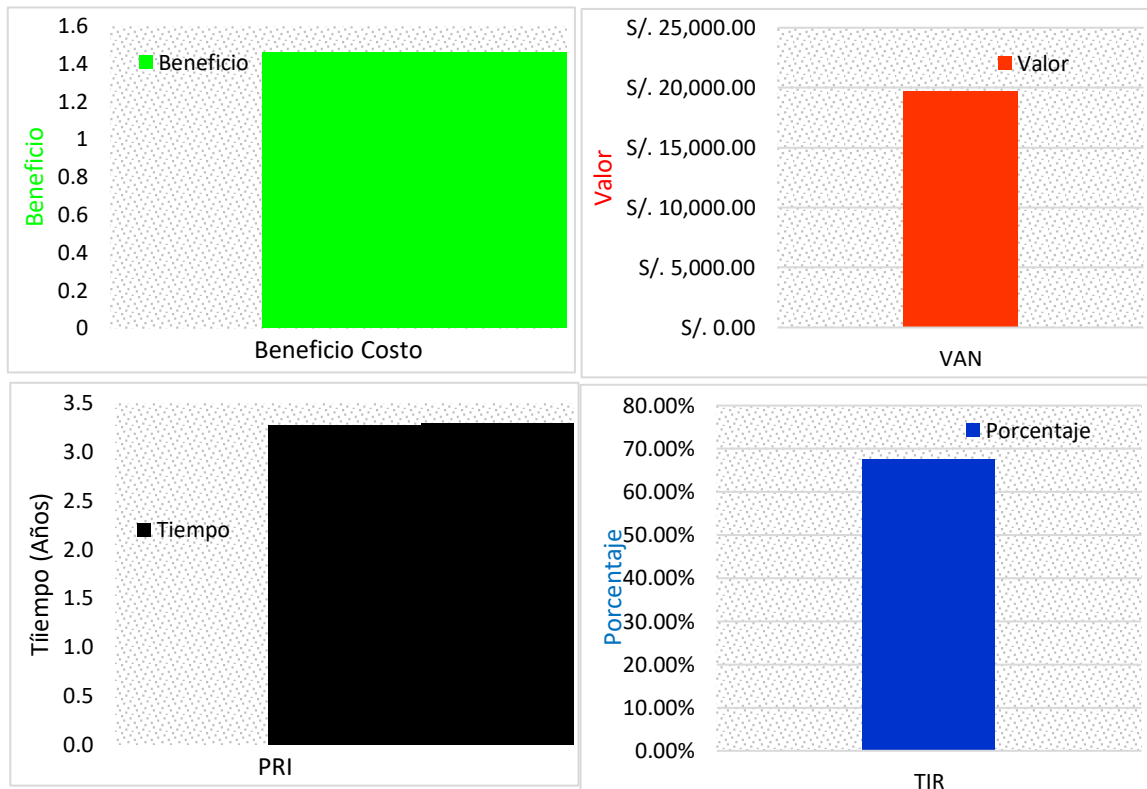 1.6
1.4
1.2
1
0.8
0.6
0.4
0.2
0
Beneficio
Beneficio
Beneficio Costo
S/. 25,000.00
S/. 20,000.00
S/. 15,000.00
S/. 10,000.00
S/. 5,000.00
S/. 0.00
Valor
Valor
VAN
3.5
3.0
2.5
2.0
1.5
1.0
0.5
0.0
Tíiempo (Años)
Tiempo
PRI
80.00%
70.00%
60.00%
50.00%
40.00%
30.00%
20.00%
10.00%
0.00%
Porcentaje
Porcentaje
TIR